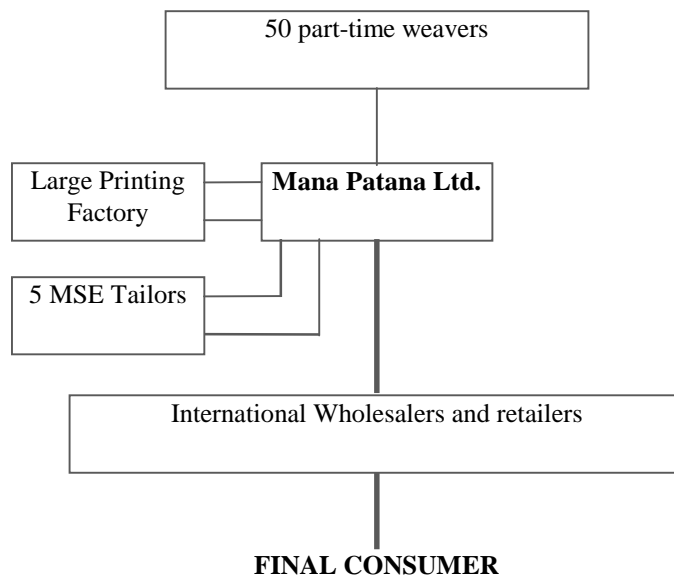 50 part-time weavers
Large Printing
Factory
Mana Patana Ltd.
5 MSE Tailors
International Wholesalers and retailers
FINAL CONSUMER